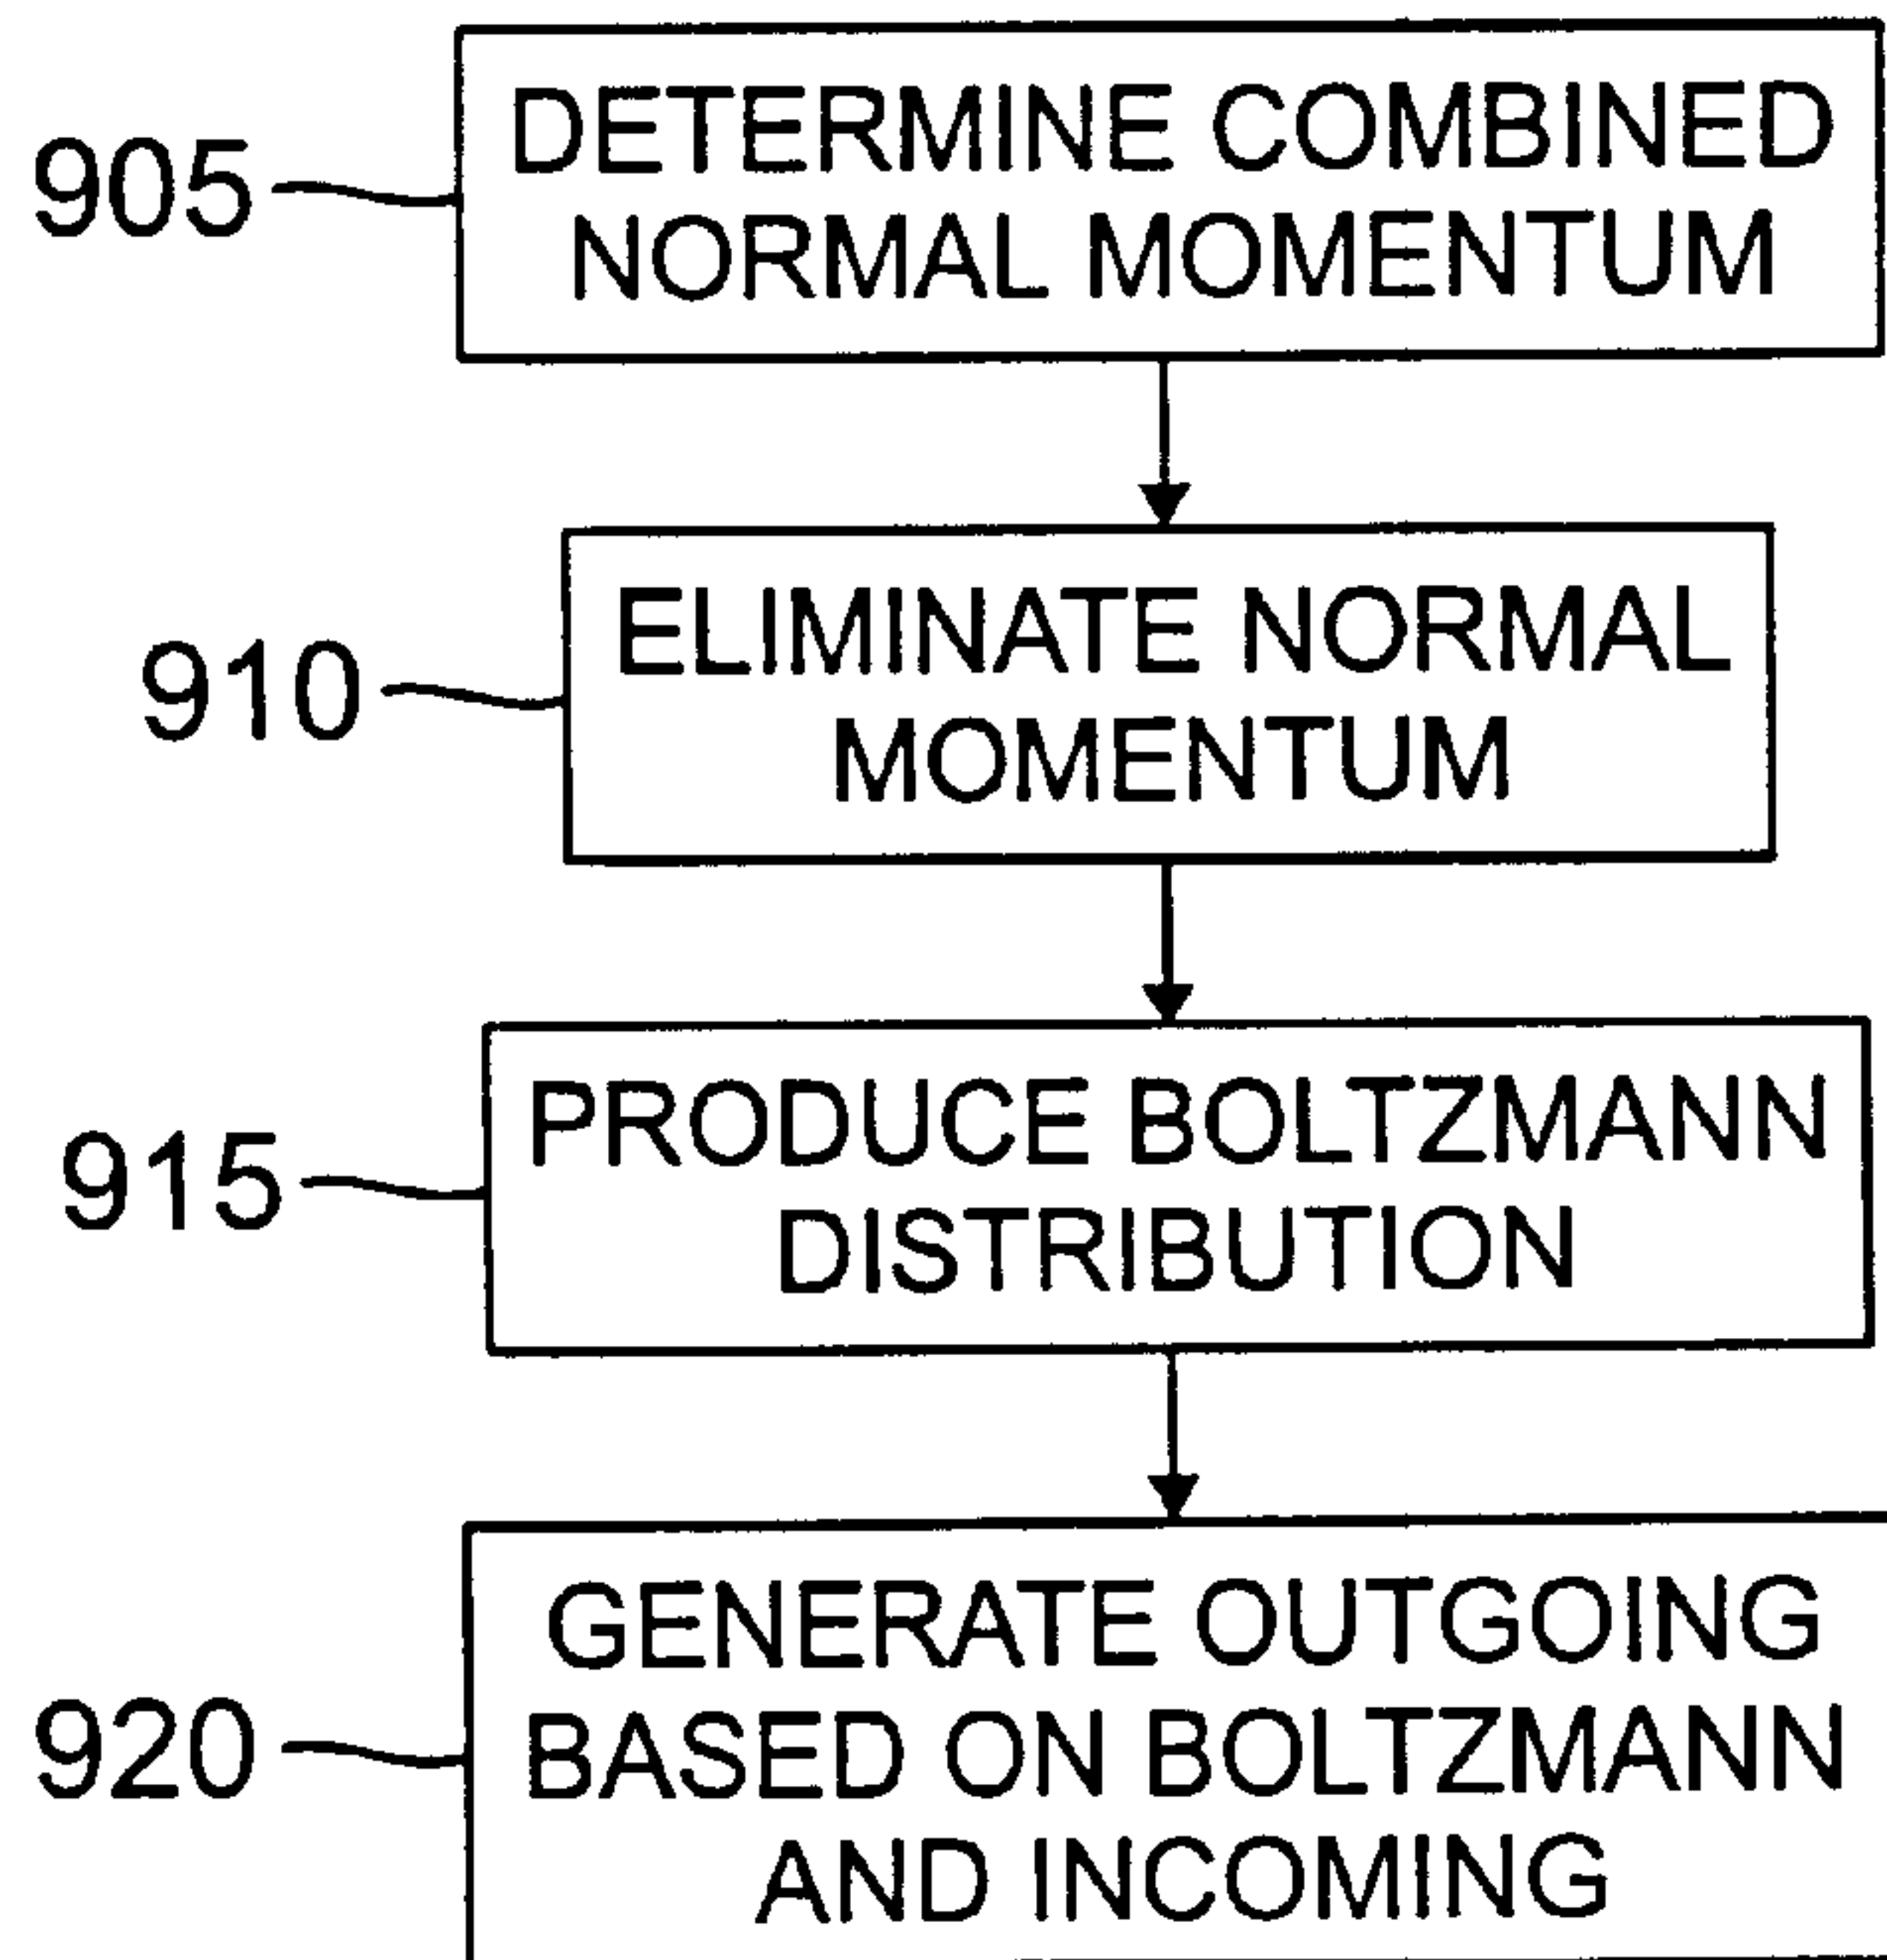 905
DETERMINE COMBINED
NORMAL MOMENTUM
910
ELIMINATE NORMAL
MOMENTUM
915
PRODUCE BOLTZMANN
DISTRIBUTION
920
GENERATE OUTGOING
BASED ON BOLTZMANN
AND INCOMING